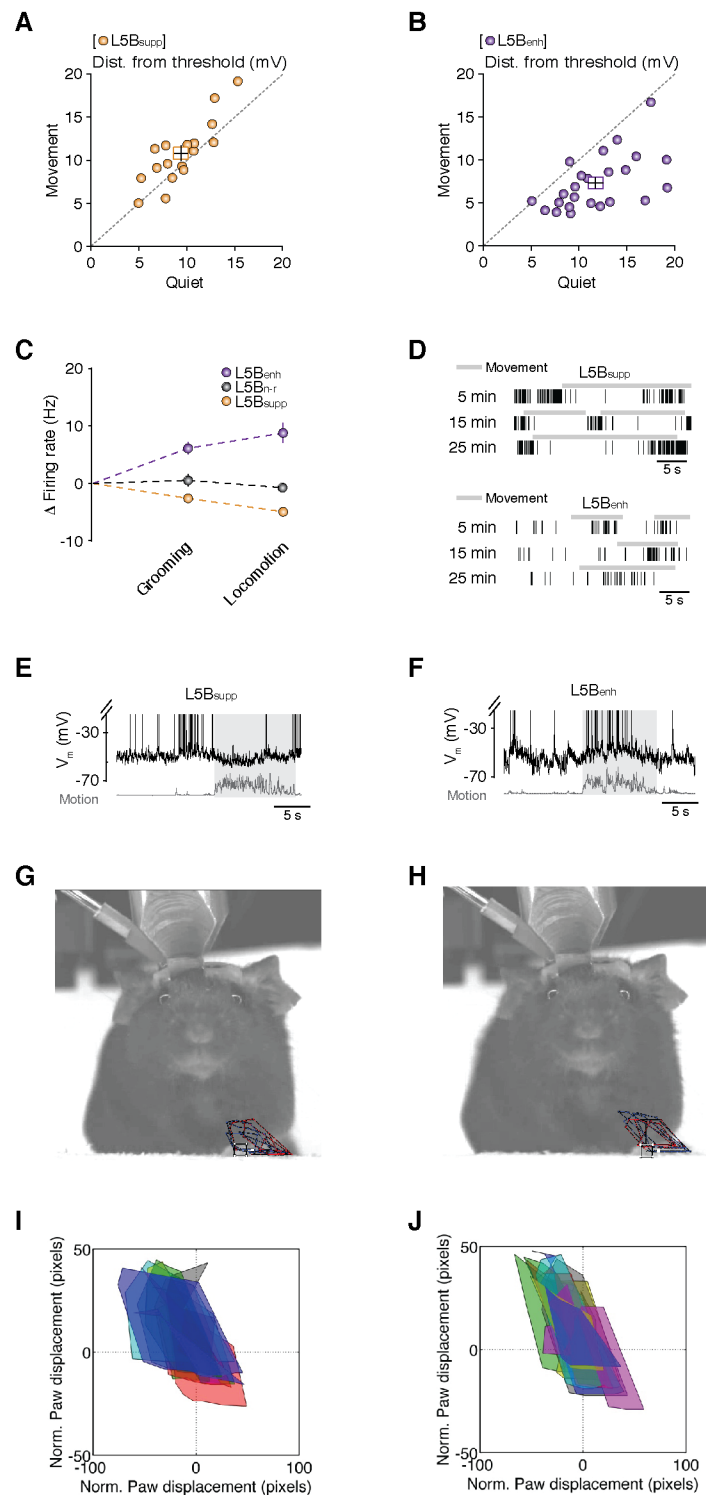 A
[ L5Bsupp]
Dist. from threshold (mV)
20
15
10
5
0
Movement
0 5 10 15 20
Quiet
B
[ L5Benh]
Dist. from threshold (mV)
20
15
10
5
0
Movement
0 5 10 15 20
Quiet
C
20
10
0
-10
Δ Firing rate (Hz)
L5Benh
L5Bn-r
L5Bsupp
Grooming
Locomotion
D
Movement
L5Bsupp
5 min
15 min
25 min
5 s
Movement
L5Benh
5 min
15 min
25 min
5 s
E
L5Bsupp
Vm (mV)
-30
-70
Motion
5 s
F
L5Benh
Vm (mV)
-30
-70
Motion
5 s
G
H
I
50
0
-50
Norm. Paw displacement (pixels)
-100 0 100
Norm. Paw displacement (pixels)
J
50
0
-50
Norm. Paw displacement (pixels)
-100 0 100
Norm. Paw displacement (pixels)